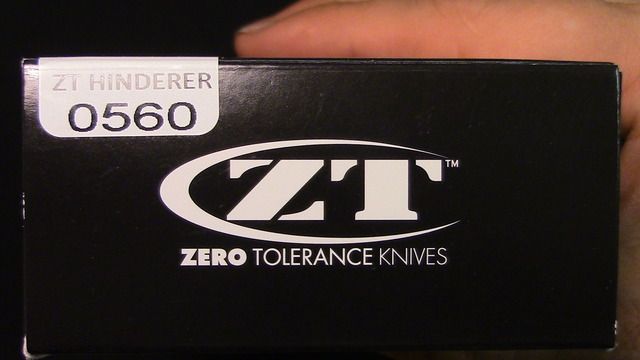 ZT HINDERER
0560
ZT™
ZERO TOLERANCE KNIVES